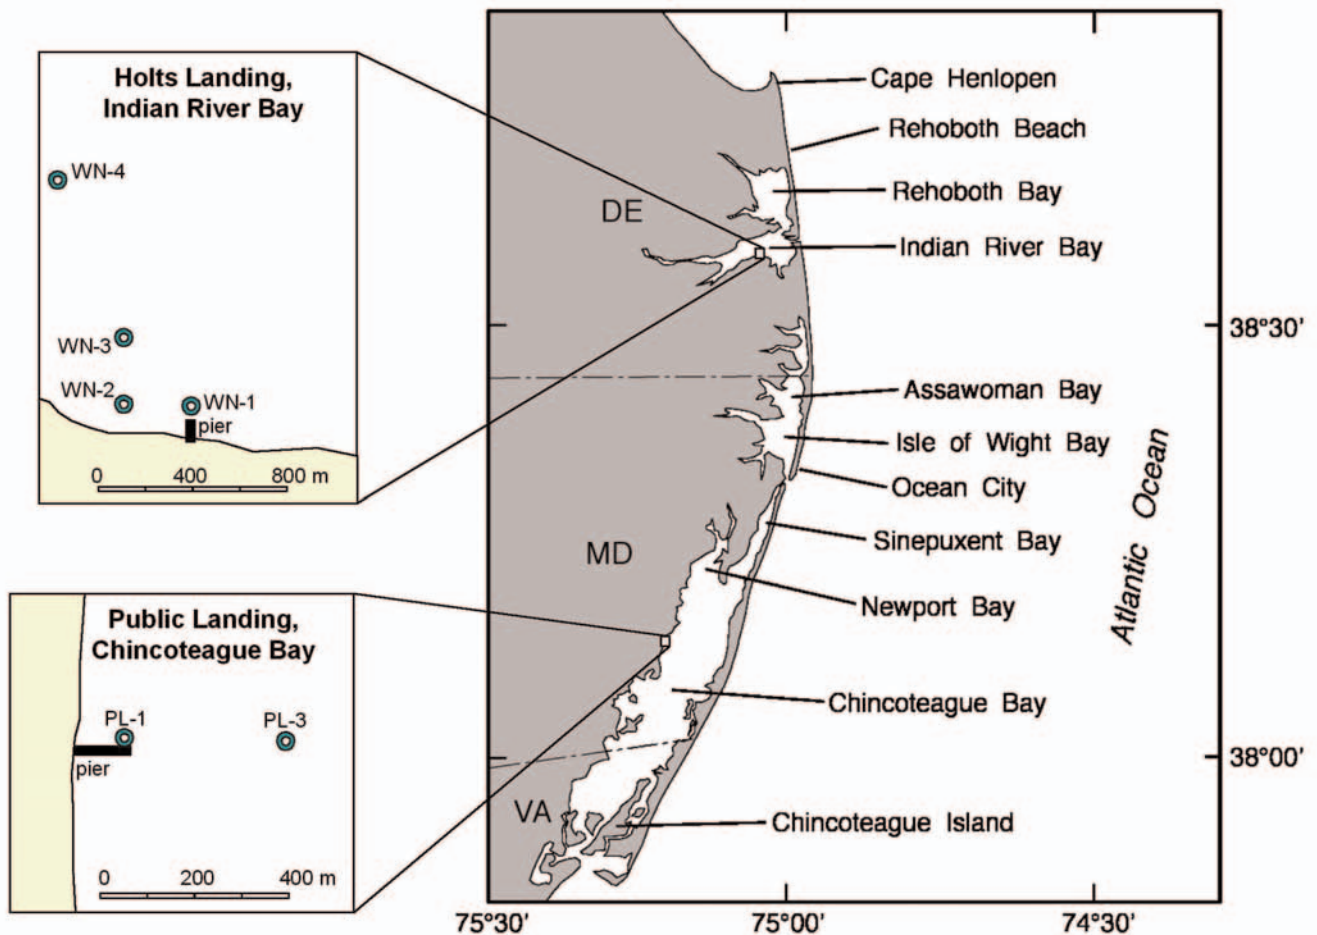 Holts Landing,
Indian River Bay
WN-4
WN-3
WN-2
WN-1
pier
0 400 800 m
Public Landing,
Chincoteague Bay
PL-1
PL-3
pier
0 200 400 m
DE
MD
VA
Cape Henlopen
Rehoboth Beach
Rehoboth Bay
Indian River Bay
38°30'
Assawoman Bay
Isle of Wight Bay
Ocean City
Sinepuxent Bay
Newport Bay
Atlantic Ocean
Chincoteague Bay
38°00'
Chincoteague Island
75°30' 75°00' 74°30'